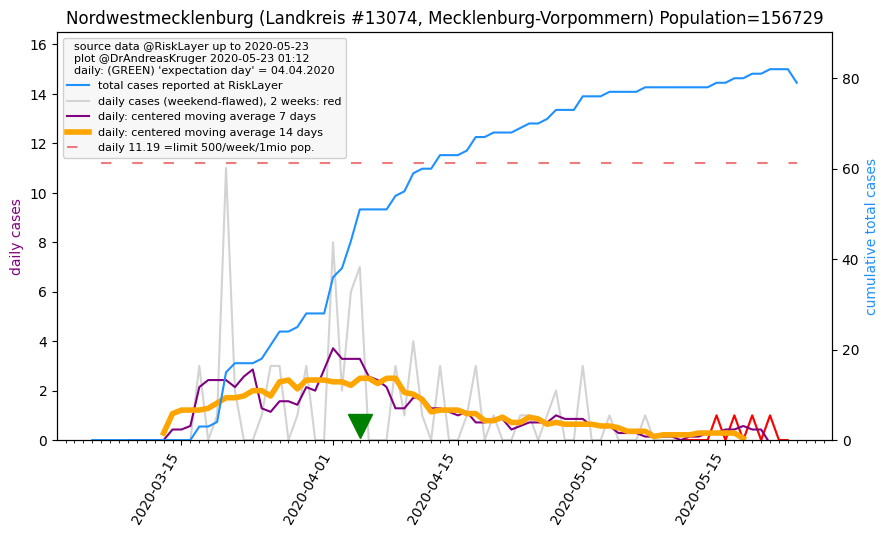 Nordwestmecklenburg (Landkreis #13074, Mecklenburg-Vorpommern) Population=156729
source data @RiskLayer up to 2020-05-23
plot @DrAndreasKruger 2020-05-23 01:12
daily: (GREEN) 'expectation day' = 04.04.2020
total cases reported at RiskLayer
daily cases (weekend-flawed), 2 weeks: red
daily: centered moving average 7 days
daily: centered moving average 14 days
daily 11.19 =limit 500/week/1mio pop.
daily cases
16
14
12
10
8
6
4
2
0
cumulative total cases
80
60
40
20
0
2020-03-15
2020-04-01
2020-04-15
2020-05-01
2020-05-15